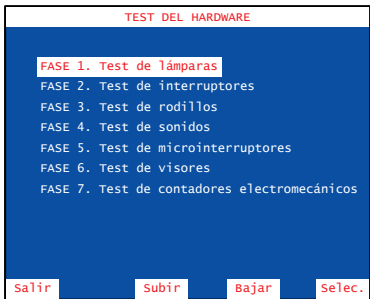 TEST DEL HARDWARE
FASE 1. Test de lámparas
FASE 2. Test de interruptores
FASE 3. Test de rodillos
FASE 4. Test de sonidos
FASE 5. Test de microinterruptores
FASE 6. Test de visores
FASE 7. Test de contadores electromecánicos
Salir Subir Bajar Selec.